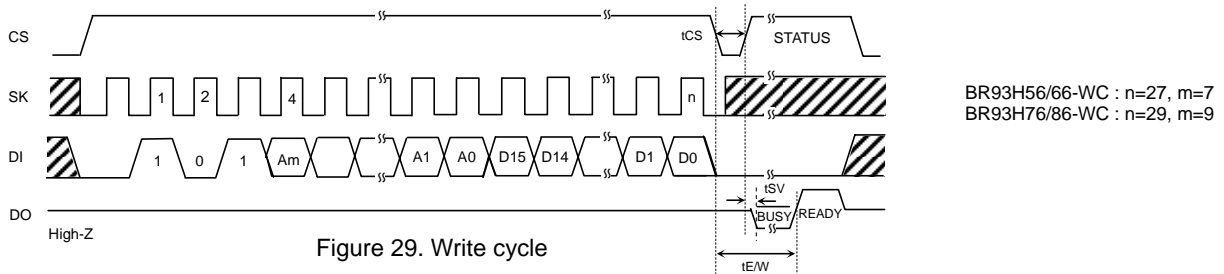 CS
tCS
STATUS
SK
1 2 4 n
DI
1 0 1 Am A1 A0 D15 D14 D1 D0
tSV
DO
BUSY READY
High-Z
tE/W
Figure 29. Write cycle
BR93H56/66-WC : n=27, m=7
BR93H76/86-WC : n=29, m=9